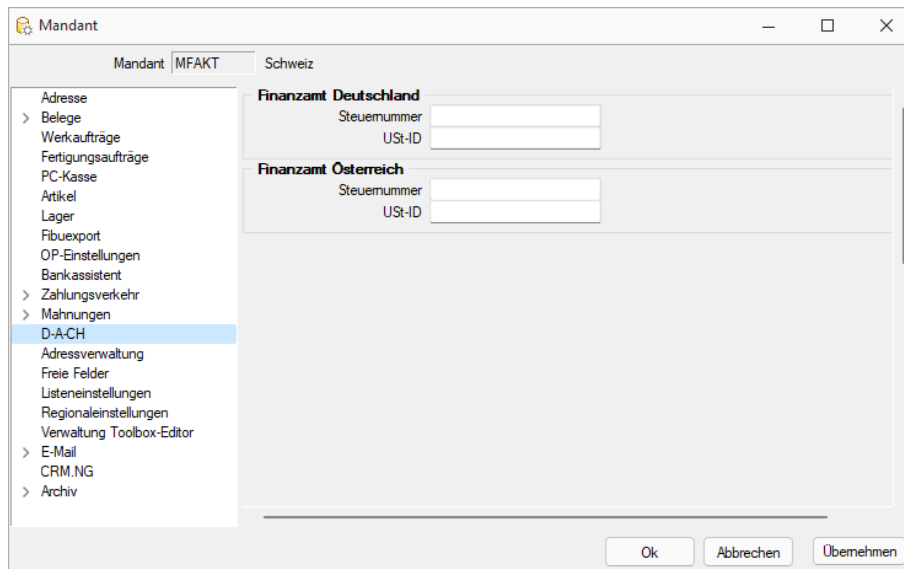 Mandant
Mandant MFAKT Schweiz
Adresse
Belege
Werkaufträge
Fertigungsaufträge
PC-Kasse
Artikel
Lager
Fibuexport
OP-Einstellungen
Bankassistent
Zahlungsverkehr
Mahnungen
D-A-CH
Adressverwaltung
Freie Felder
Listeneinstellungen
Regionaleinstellungen
Verwaltung Toolbox-Editor
E-Mail
CRM.NG
Archiv
Finanzamt Deutschland
Steuernummer
USt-ID
Finanzamt Österreich
Steuernummer
USt-ID
Ok Abbrechen Übernehmen